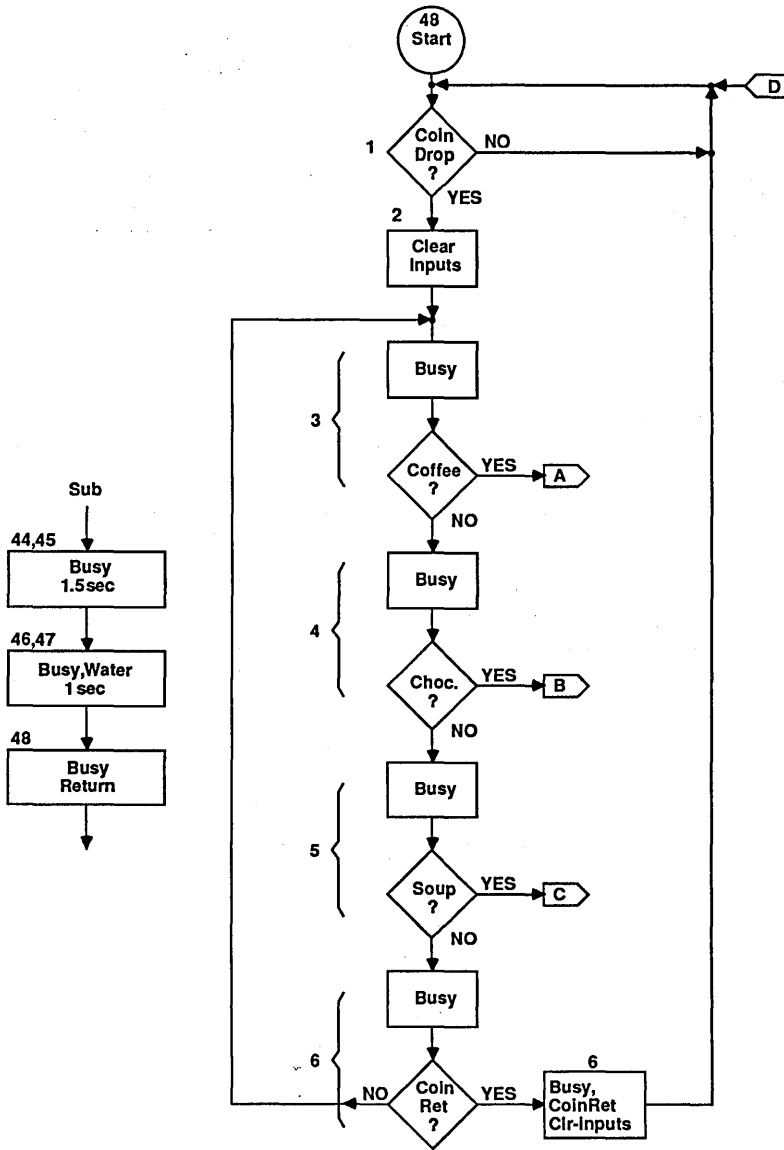 48
Start
D
1
Coin
Drop
?
NO
YES
2
Clear
Inputs
Busy
3
Coffee
?
YES
A
NO
Sub
44,45
Busy
1.5sec
46,47
Busy,Water
1 sec
48
Busy
Return
Busy
4
Choc.
?
YES
B
NO
Busy
5
Soup
?
YES
C
NO
Busy
6
NO
Coin
Ret
?
YES
6
Busy,
CoinRet
Clr-inputs